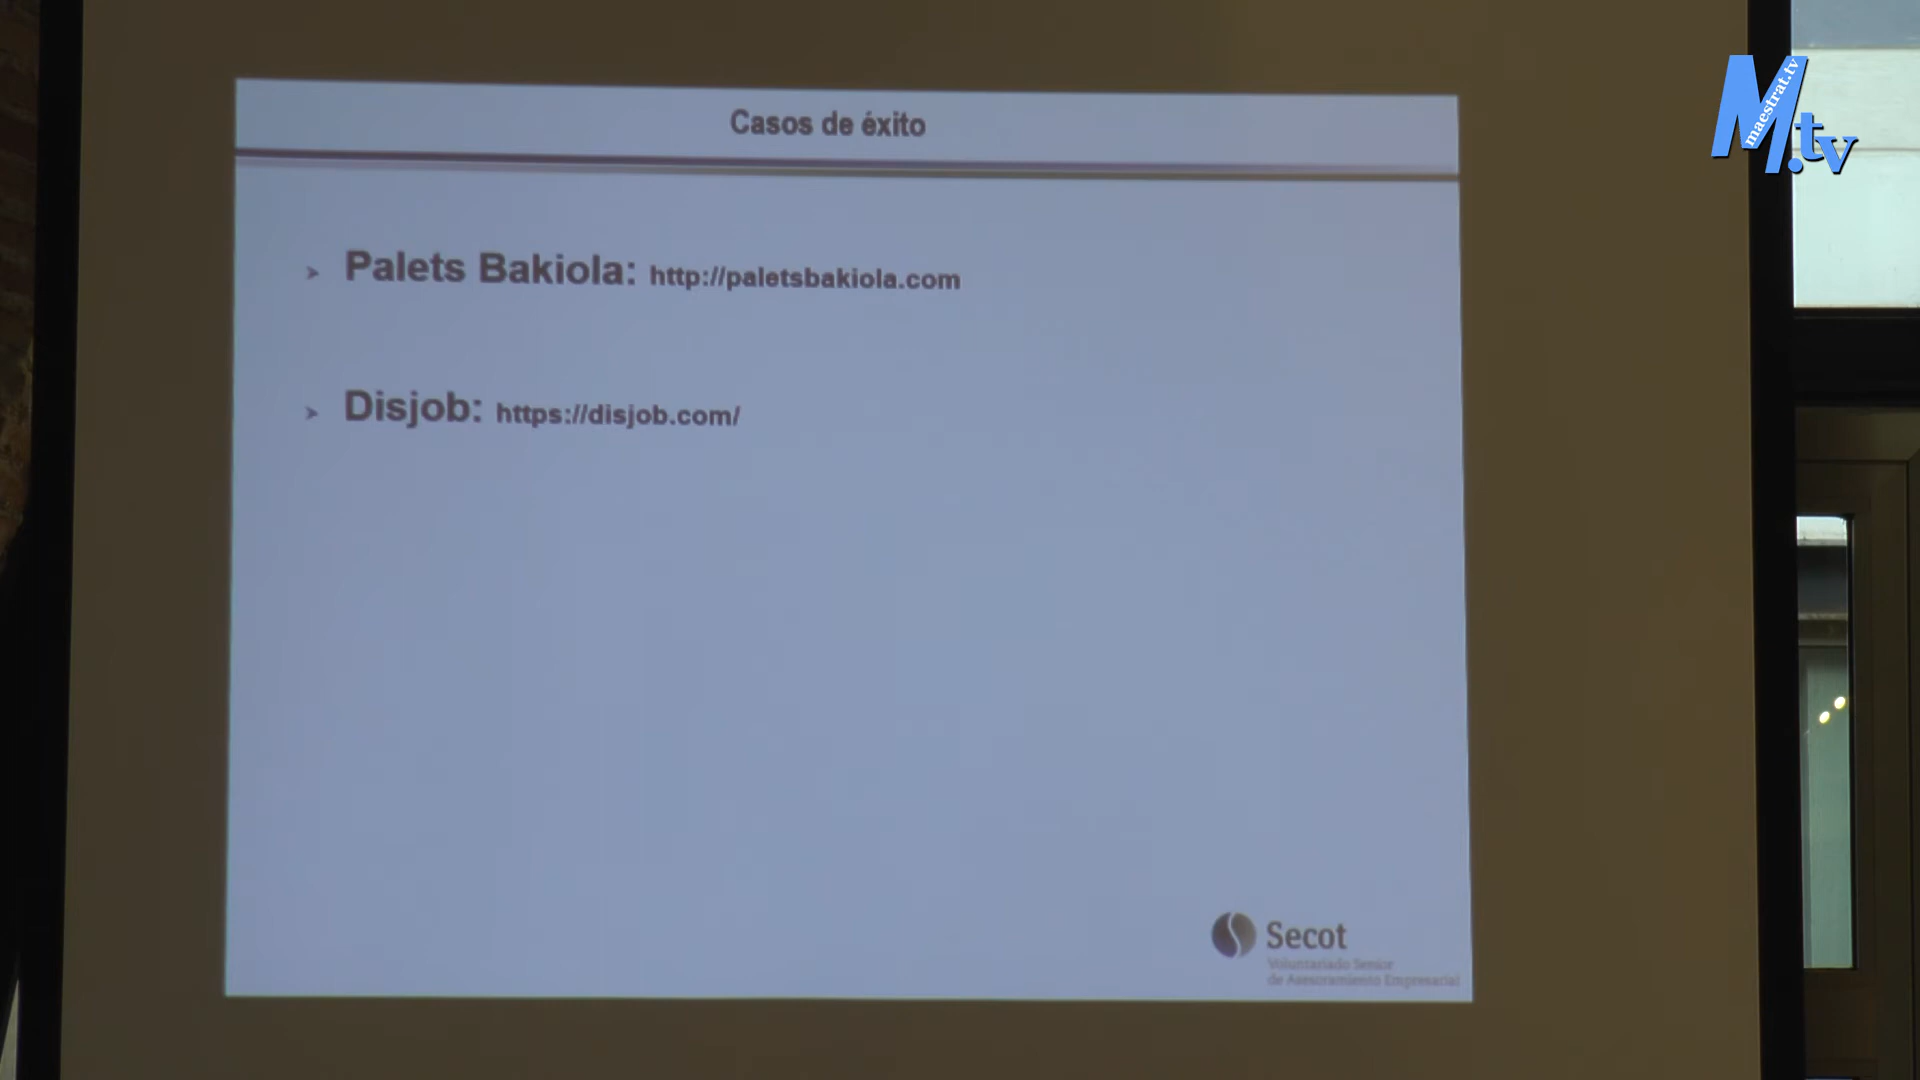 maestrat.tv
M.tv
Casos de éxito
➤ Palets Bakiola: http://paletsbakiola.com
➤ Disjob: https://disjob.com/
Secot
Voluntariado Senior
de Asesoramiento Empresarial